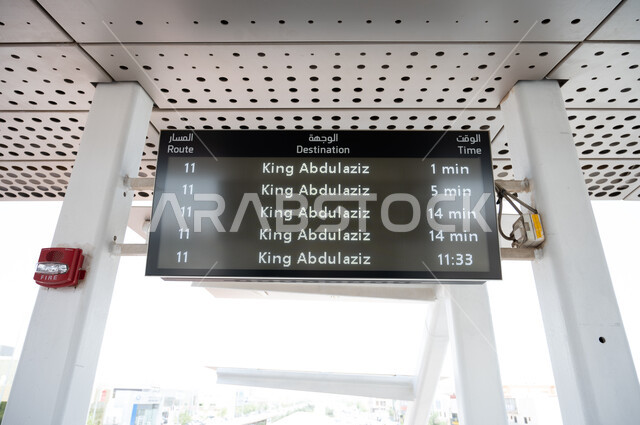 المسار الوجهة الوقت
Route Destination Time
11 King Abdulaziz 1 min
11 King Abdulaziz 5 min
11 King Abdulaziz 14 min
11 King Abdulaziz 14 min
11 King Abdulaziz 11:33
ARABSTOCK
FIRE